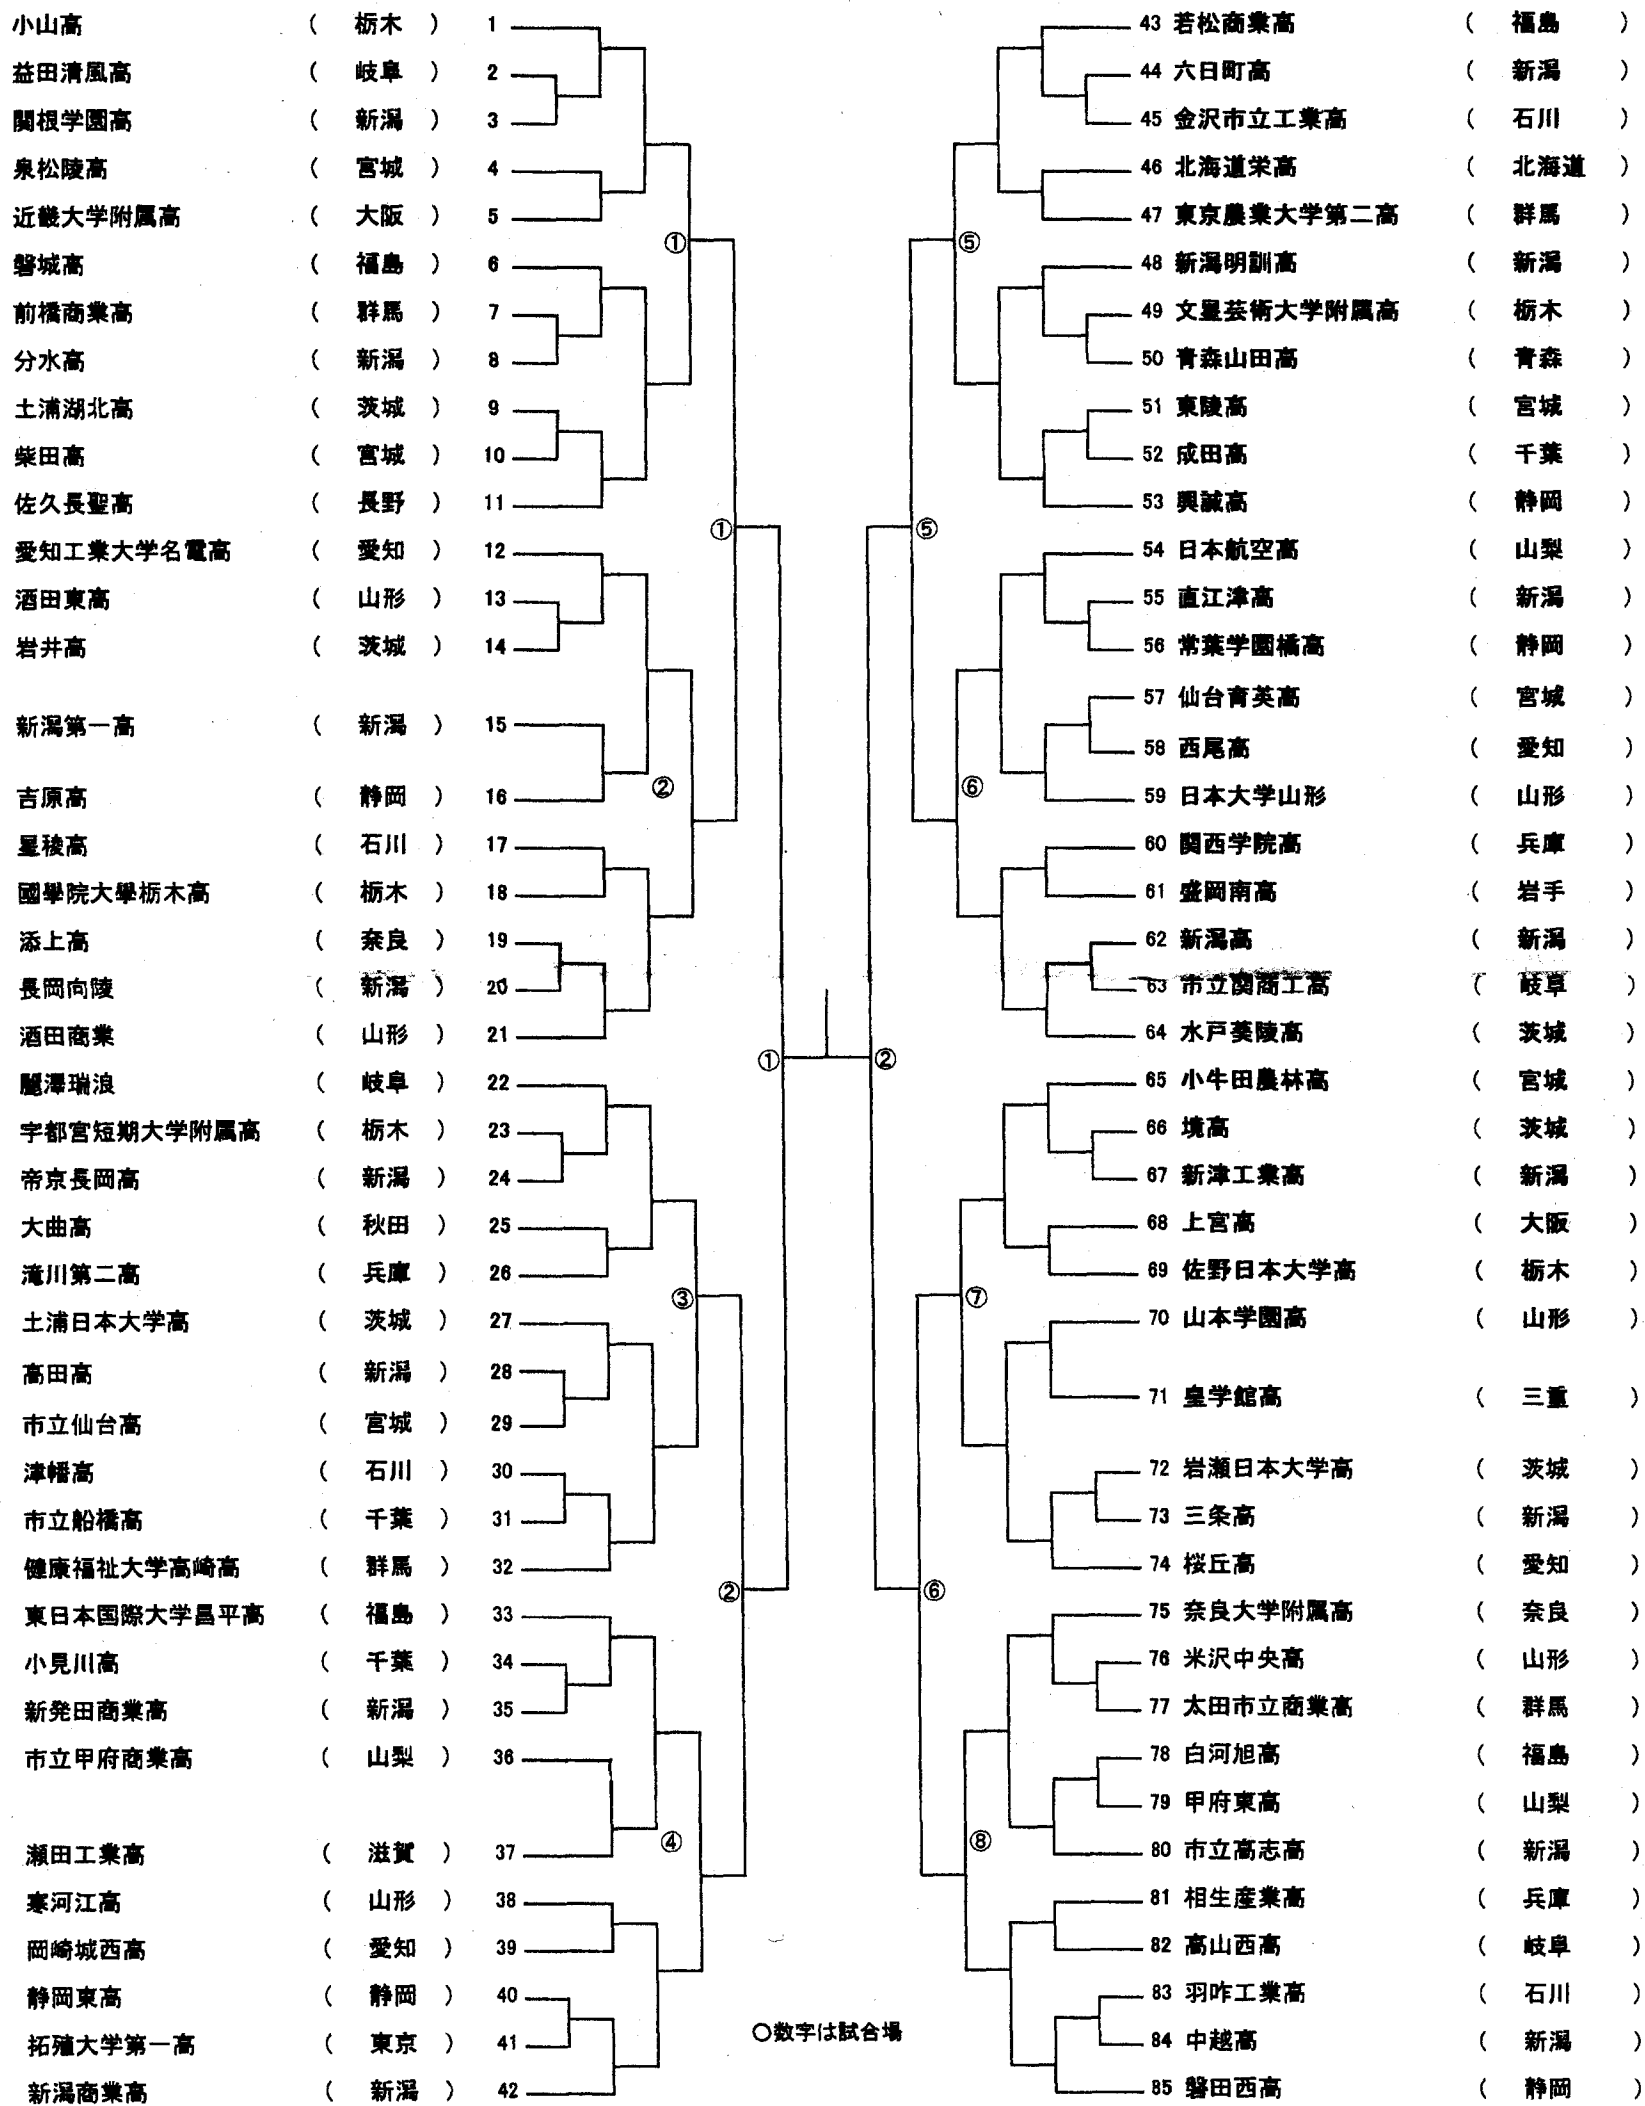 小山高 ( 栃木 ) 1
益田清風高 ( 岐阜 ) 2
関根学園高 ( 新潟 ) 3
泉松陵高 ( 宮城 ) 4
近畿大学附属高 ( 大阪 ) 5
磐城高 ( 福島 ) 6
前橋商業高 ( 群馬 ) 7
分水高 ( 新潟 ) 8
土浦湖北高 ( 茨城 ) 9
柴田高 ( 宮城 ) 10
佐久長聖高 ( 長野 ) 11
愛知工業大学名電高 ( 愛知 ) 12
酒田東高 ( 山形 ) 13
岩井高 ( 茨城 ) 14
新潟第一高 ( 新潟 ) 15
吉原高 ( 静岡 ) 16
星稜高 ( 石川 ) 17
國學院大學栃木高 ( 栃木 ) 18
添上高 ( 奈良 ) 19
長岡向陵 ( 新潟 ) 20
酒田商業 ( 山形 ) 21
麗澤瑞浪 ( 岐阜 ) 22
宇都宮短期大学附属高 ( 栃木 ) 23
帝京長岡高 ( 新潟 ) 24
大曲高 ( 秋田 ) 25
滝川第二高 ( 兵庫 ) 26
土浦日本大学高 ( 茨城 ) 27
高田高 ( 新潟 ) 28
市立仙台高 ( 宮城 ) 29
津幡高 ( 石川 ) 30
市立船橋高 ( 千葉 ) 31
健康福祉大学高崎高 ( 群馬 ) 32
東日本国際大学昌平高 ( 福島 ) 33
小見川高 ( 千葉 ) 34
新発田商業高 ( 新潟 ) 35
市立甲府商業高 ( 山梨 ) 36
瀬田工業高 ( 滋賀 ) 37
寒河江高 ( 山形 ) 38
岡崎城西高 ( 愛知 ) 39
静岡東高 ( 静岡 ) 40
拓殖大学第一高 ( 東京 ) 41
新潟商業高 ( 新潟 ) 42
①
①
②
①
③
②
④
⑤
⑤
⑥
②
⑦
⑥
⑧
○数字は試合場
43 若松商業高 ( 福島 )
44 六日町高 ( 新潟 )
45 金沢市立工業高 ( 石川 )
46 北海道栄高 ( 北海道 )
47 東京農業大学第二高 ( 群馬 )
48 新潟明訓高 ( 新潟 )
49 文星芸術大学附属高 ( 栃木 )
50 青森山田高 ( 青森 )
51 東陵高 ( 宮城 )
52 成田高 ( 千葉 )
53 興誠高 ( 静岡 )
54 日本航空高 ( 山梨 )
55 直江津高 ( 新潟 )
56 常葉学園橘高 ( 静岡 )
57 仙台育英高 ( 宮城 )
58 西尾高 ( 愛知 )
59 日本大学山形 ( 山形 )
60 関西学院高 ( 兵庫 )
61 盛岡南高 ( 岩手 )
62 新潟高 ( 新潟 )
63 市立関商工高 ( 岐阜 )
64 水戸葵陵高 ( 茨城 )
65 小牛田農林高 ( 宮城 )
66 境高 ( 茨城 )
67 新津工業高 ( 新潟 )
68 上宮高 ( 大阪 )
69 佐野日本大学高 ( 栃木 )
70 山本学園高 ( 山形 )
71 皇学館高 ( 三重 )
72 岩瀬日本大学高 ( 茨城 )
73 三条高 ( 新潟 )
74 桜丘高 ( 愛知 )
75 奈良大学附属高 ( 奈良 )
76 米沢中央高 ( 山形 )
77 太田市立商業高 ( 群馬 )
78 白河旭高 ( 福島 )
79 甲府東高 ( 山梨 )
80 市立高志高 ( 新潟 )
81 相生産業高 ( 兵庫 )
82 高山西高 ( 岐阜 )
83 羽咋工業高 ( 石川 )
84 中越高 ( 新潟 )
85 磐田西高 ( 静岡 )